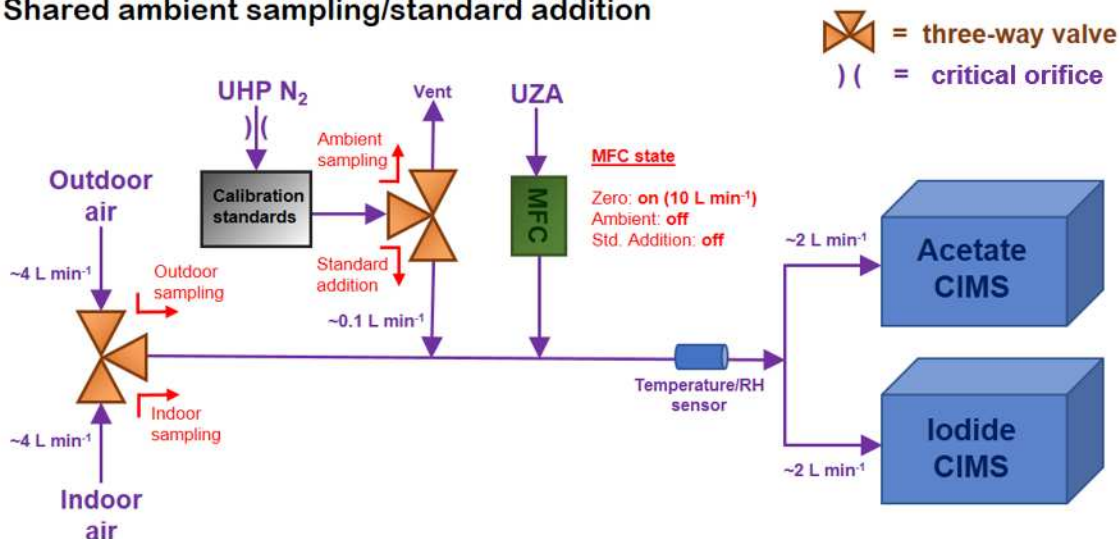 Shared ambient sampling/standard addition
= three-way valve
)( = critical orifice
UHP N₂
)(
Vent
UZA
Ambient
sampling
MFC state
Zero: on (10 L min⁻¹)
Ambient: off
Std. Addition: off
MFC
Calibration
standards
Outdoor
air
~4 L min⁻¹
Outdoor
sampling
Standard
addition
~0.1 L min⁻¹
~2 L min⁻¹
Acetate
CIMS
Temperature/RH
sensor
Indoor
sampling
~4 L min⁻¹
Indoor
air
Iodide
CIMS
~2 L min⁻¹